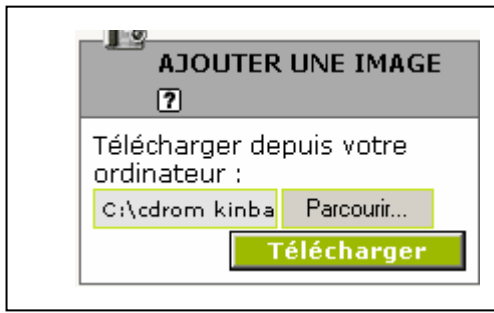 AJOUTER UNE IMAGE
?
Télécharger depuis votre
ordinateur :
C:\cdrom kinba Parcourir...
Télécharger